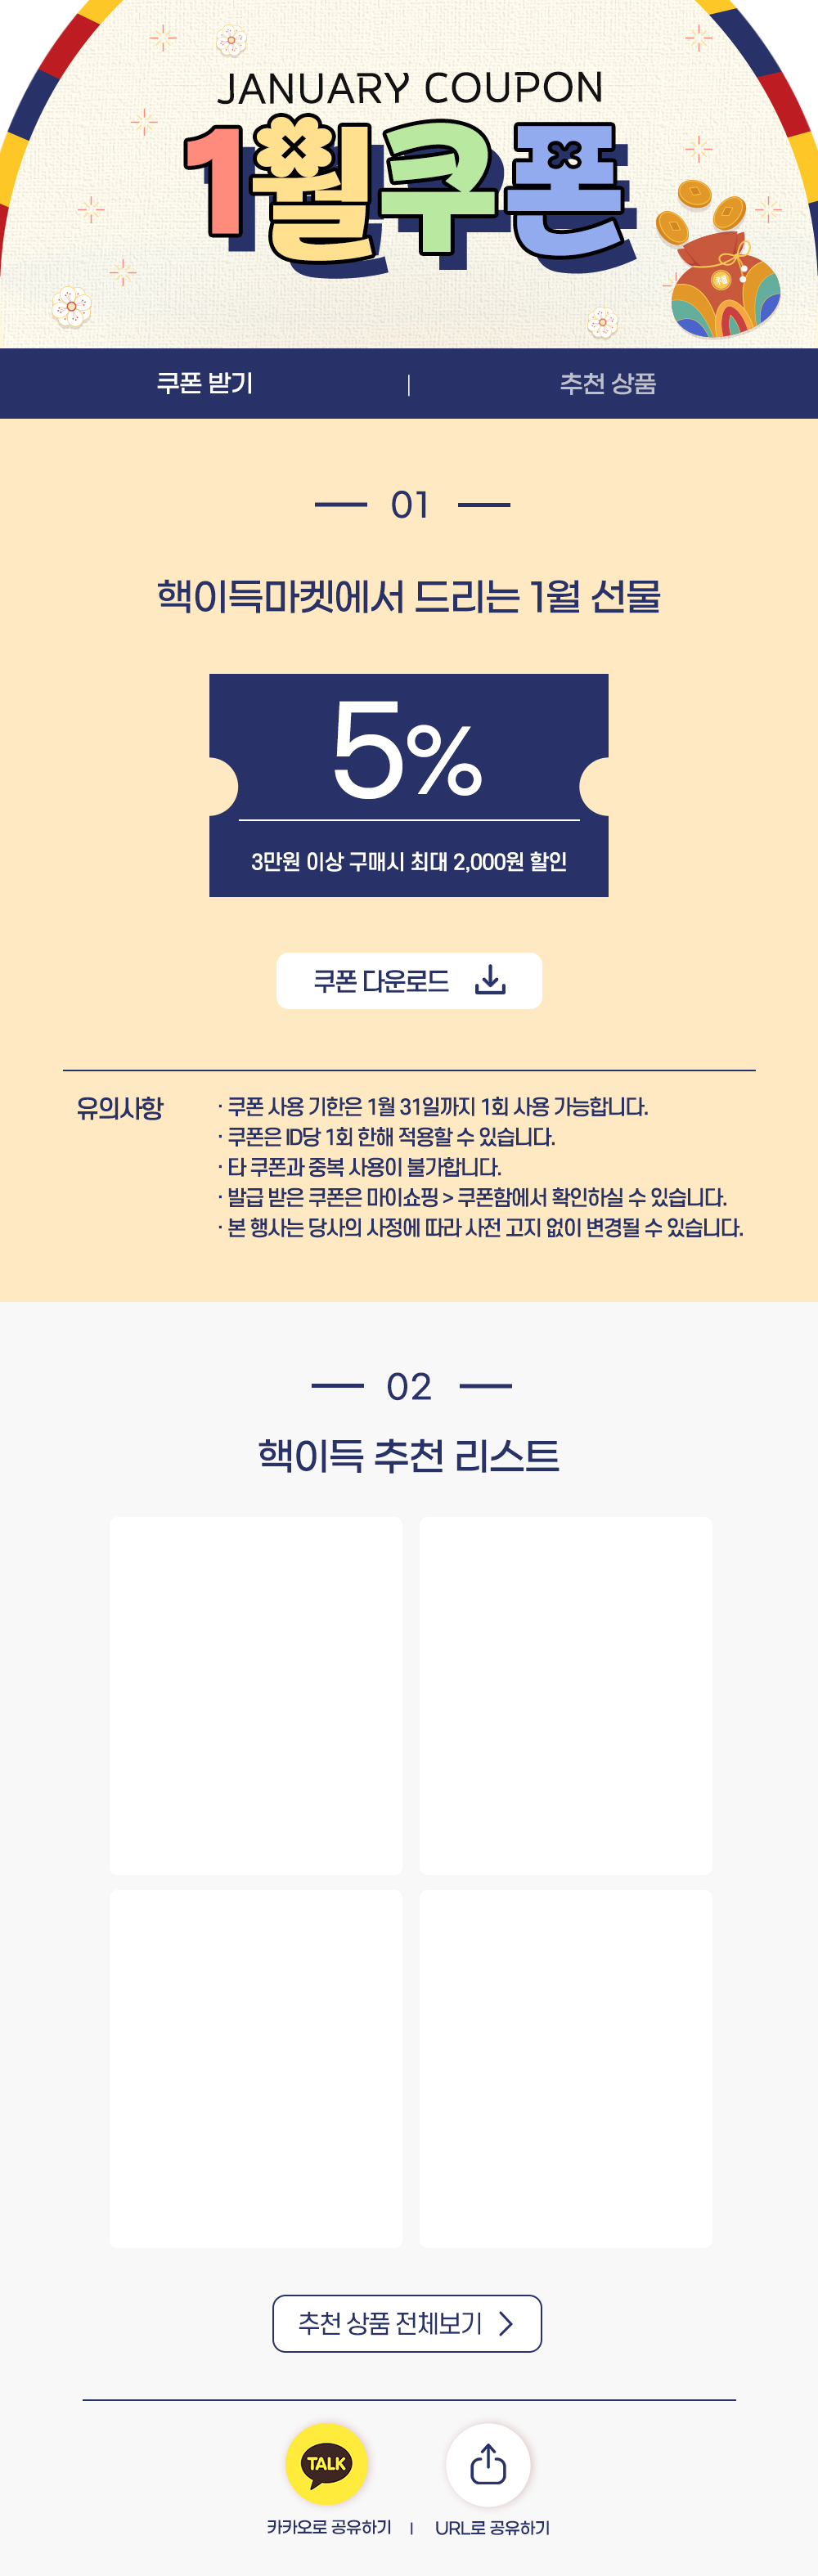 JANUARY COUPON
1월쿠폰
쿠폰 받기 | 추천 상품
01
핵이득마켓에서 드리는 1월 선물
5%
3만원 이상 구매시 최대 2,000원 할인
쿠폰 다운로드
유의사항
· 쿠폰 사용 기한은 1월 31일까지 1회 사용 가능합니다.
· 쿠폰은 ID당 1회 한해 적용할 수 있습니다.
· 타 쿠폰과 중복 사용이 불가합니다.
· 발급 받은 쿠폰은 마이쇼핑 > 쿠폰함에서 확인하실 수 있습니다.
· 본 행사는 당사의 사정에 따라 사전 고지 없이 변경될 수 있습니다.
02
핵이득 추천 리스트
추천 상품 전체보기
TALK
카카오로 공유하기 | URL로 공유하기